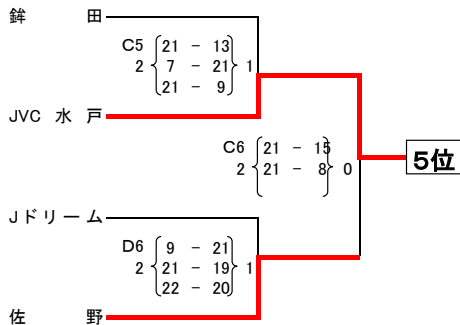 鉾 田
C5 21 - 13
2 7 - 21 1
21 - 9
JVC 水 戸
C6 21 - 15
2 21 - 8 0
5位
Jドリーム
D6 9 - 21
2 21 - 19 1
22 - 20
佐 野